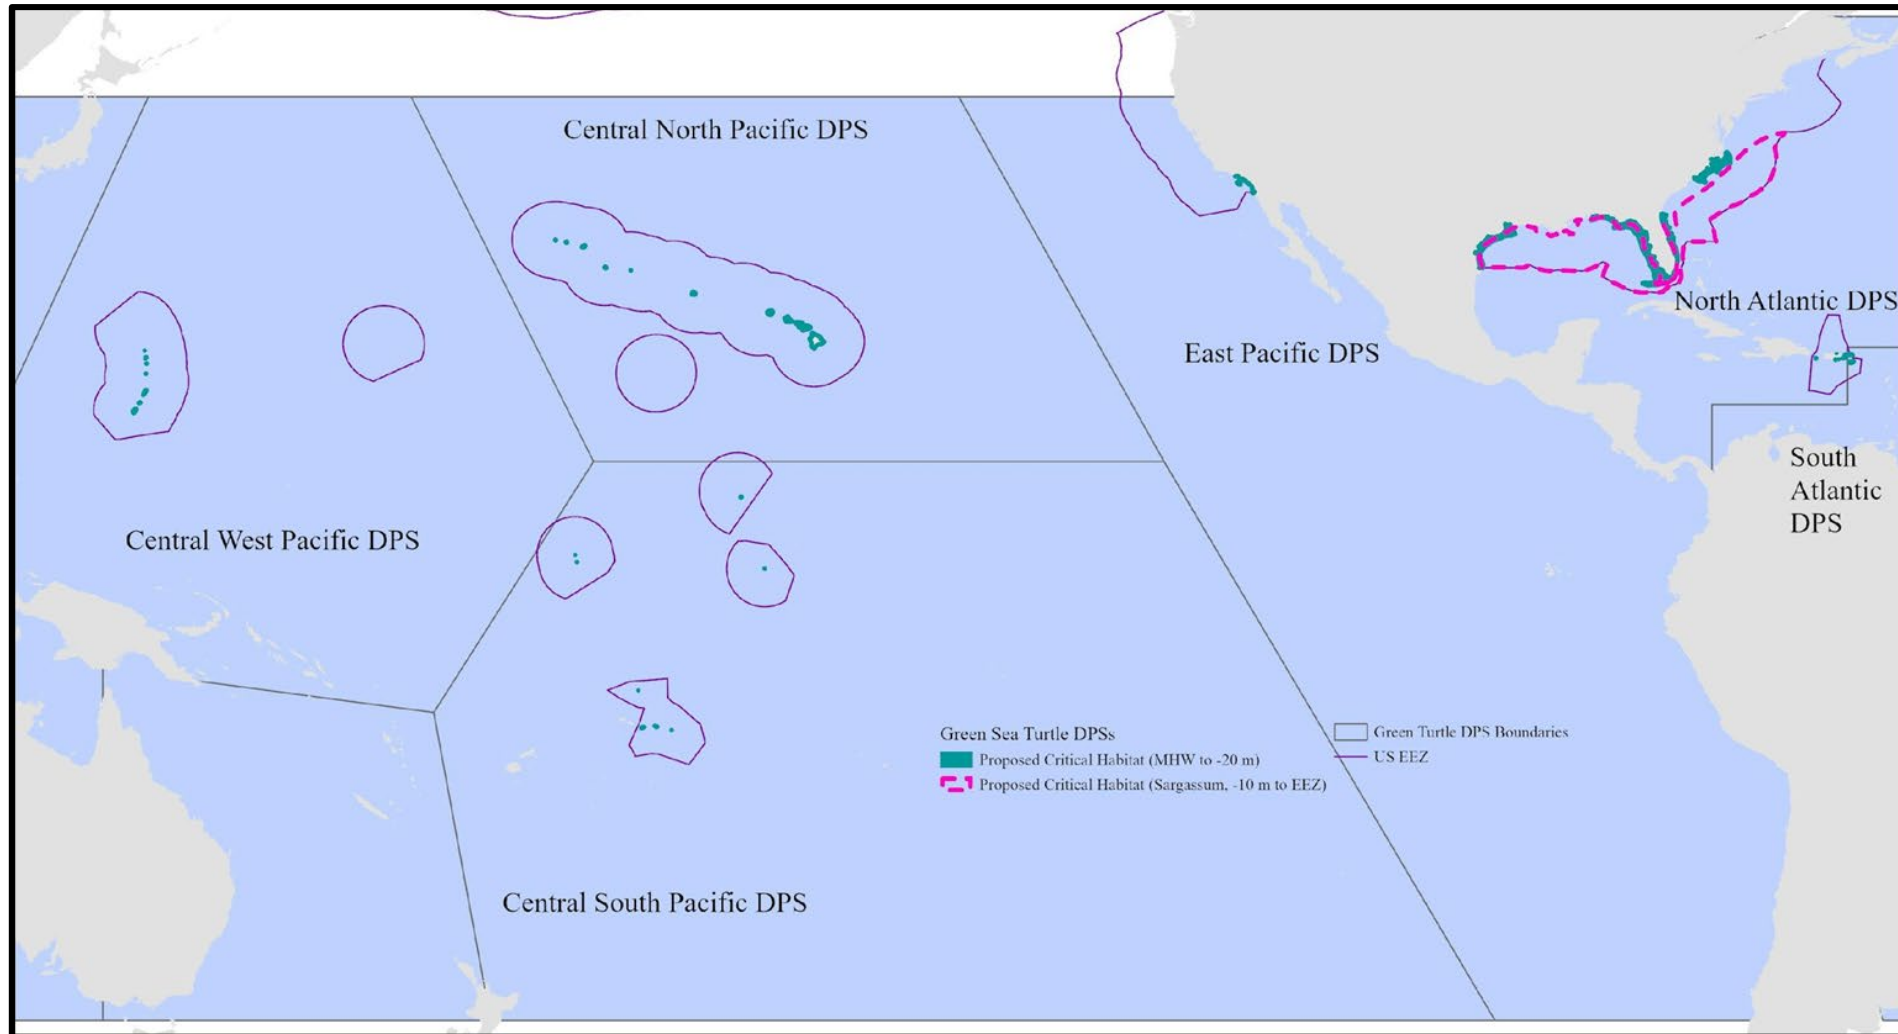 Central North Pacific DPS
North Atlantic DPS
East Pacific DPS
South
Atlantic
DPS
Central West Pacific DPS
Green Sea Turtle DPSs
Proposed Critical Habitat (MHW to -20 m)
Proposed Critical Habitat (Sargassum, -10 m to EEZ)
Green Turtle DPS Boundaries
US EEZ
Central South Pacific DPS